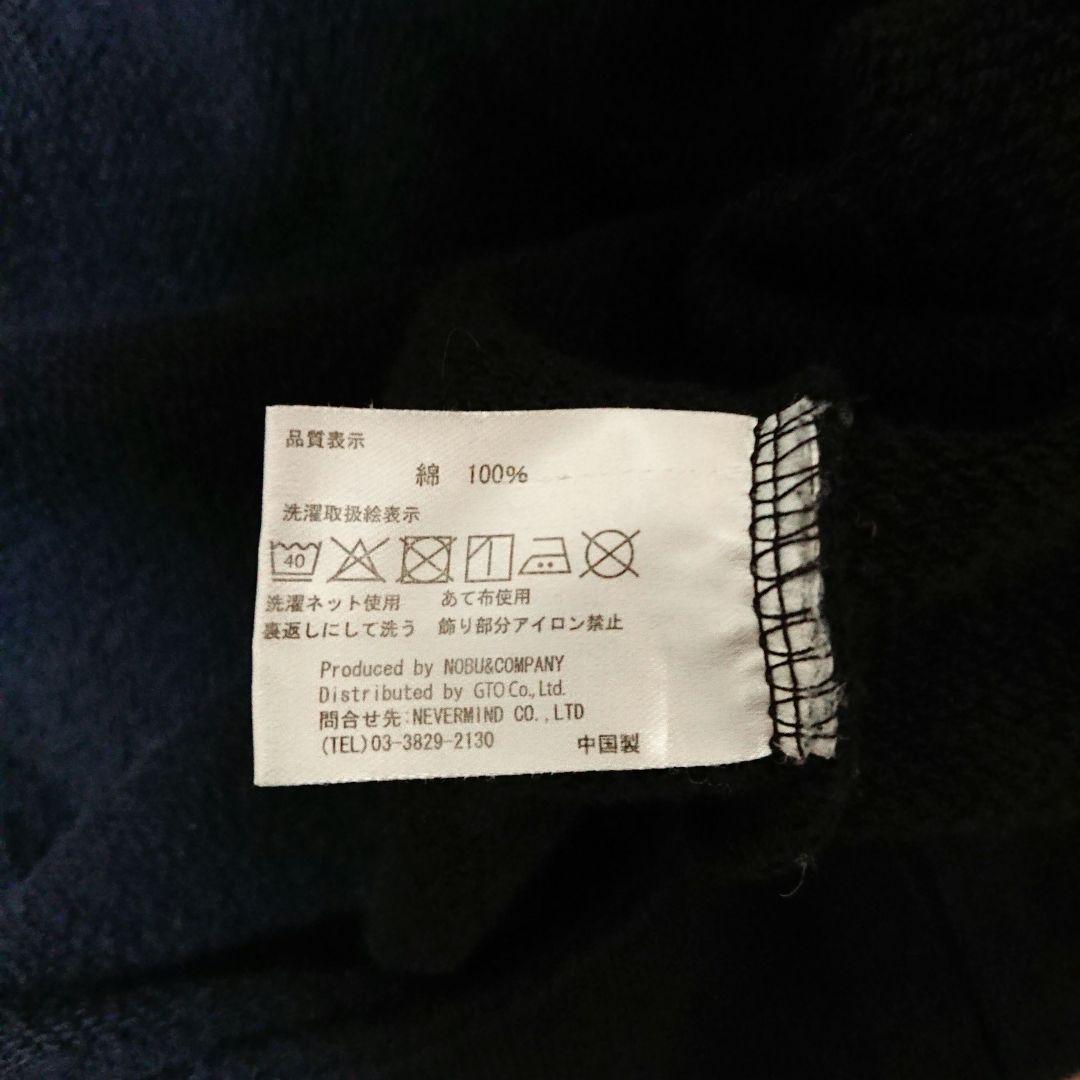 品質表示
綿 100%
洗濯取扱絵表示
40
洗濯ネット使用 あて布使用
裏返しにして洗う 飾り部分アイロン禁止
Produced by NOBU&COMPANY
Distributed by GTO Co., Ltd.
問合せ先:NEVERMIND CO.,LTD
(TEL)03-3829-2130 中国製